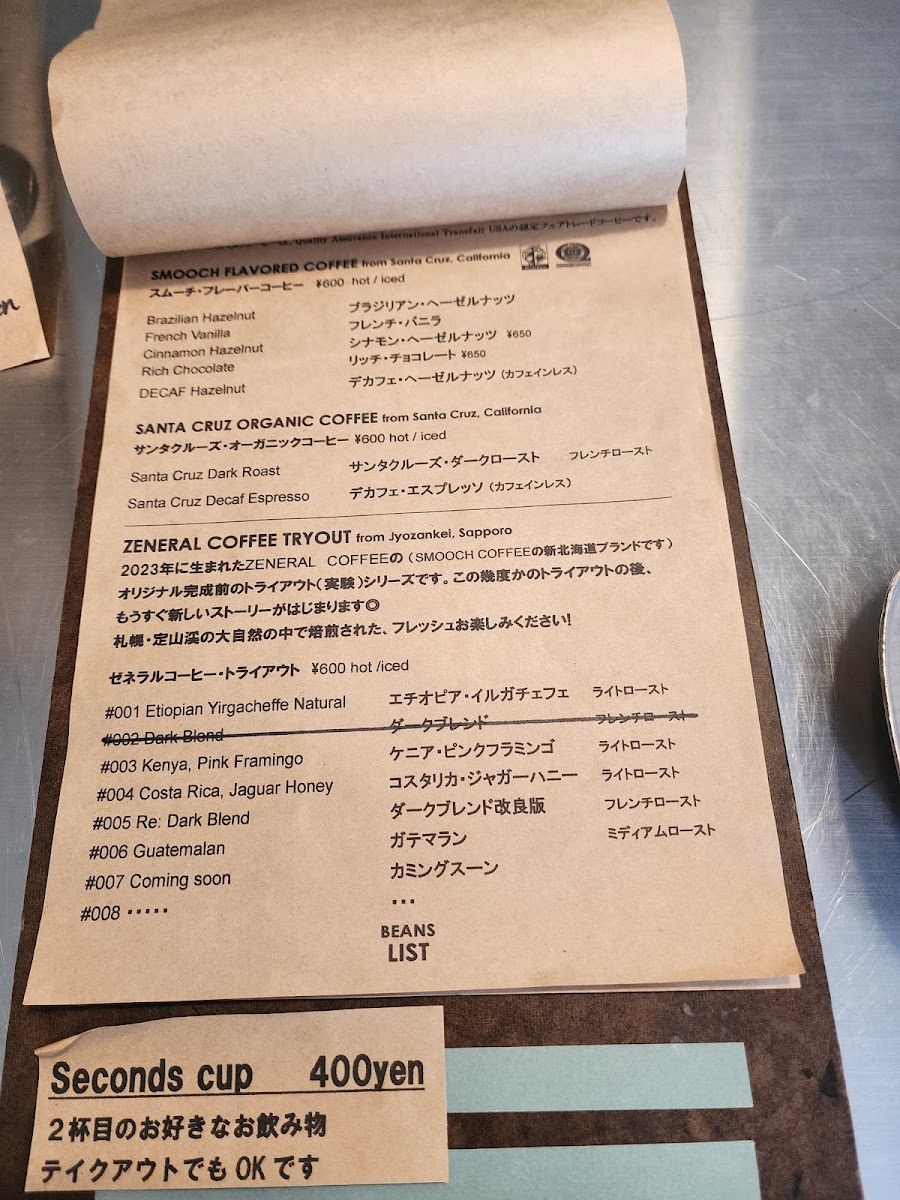 Quality Assurance International Transfair USAの認定フェアトレードコーヒーです。
SMOOCH FLAVORED COFFEE from Santa Cruz, California
スムーチ・フレーバーコーヒー ¥600 hot / iced
Brazilian Hazelnut ブラジリアン・ヘーゼルナッツ
French Vanilla フレンチ・バニラ
Cinnamon Hazelnut シナモン・ヘーゼルナッツ ¥650
Rich Chocolate リッチ・チョコレート ¥650
DECAF Hazelnut デカフェ・ヘーゼルナッツ (カフェインレス)
SANTA CRUZ ORGANIC COFFEE from Santa Cruz, California
サンタクルーズ・オーガニックコーヒー ¥600 hot / iced
Santa Cruz Dark Roast サンタクルーズ・ダークロースト フレンチロースト
Santa Cruz Decaf Espresso デカフェ・エスプレッソ (カフェインレス)
ZENERAL COFFEE TRYOUT from Jyozankei, Sapporo
2023年に生まれたZENERAL COFFEEの (SMOOCH COFFEEの新北海道ブランドです)
オリジナル完成前のトライアウト(実験)シリーズです。この幾度かのトライアウトの後、
もうすぐ新しいストーリーがはじまります◎
札幌・定山渓の大自然の中で焙煎された、フレッシュお楽しみください!
ゼネラルコーヒー・トライアウト ¥600 hot /iced
#001 Etiopian Yirgacheffe Natural エチオピア・イルガチェフェ ライトロースト
#002 Dark Blend ダークブレンド フレンチロースト
#003 Kenya, Pink Framingo ケニア・ピンクフラミンゴ ライトロースト
#004 Costa Rica, Jaguar Honey コスタリカ・ジャガーハニー ライトロースト
#005 Re: Dark Blend ダークブレンド改良版 フレンチロースト
#006 Guatemalan ガテマラン ミディアムロースト
#007 Coming soon カミングスーン
#008 ・・・・・ ...
BEANS
LIST
Seconds cup 400yen
2杯目のお好きなお飲み物
テイクアウトでもOKです